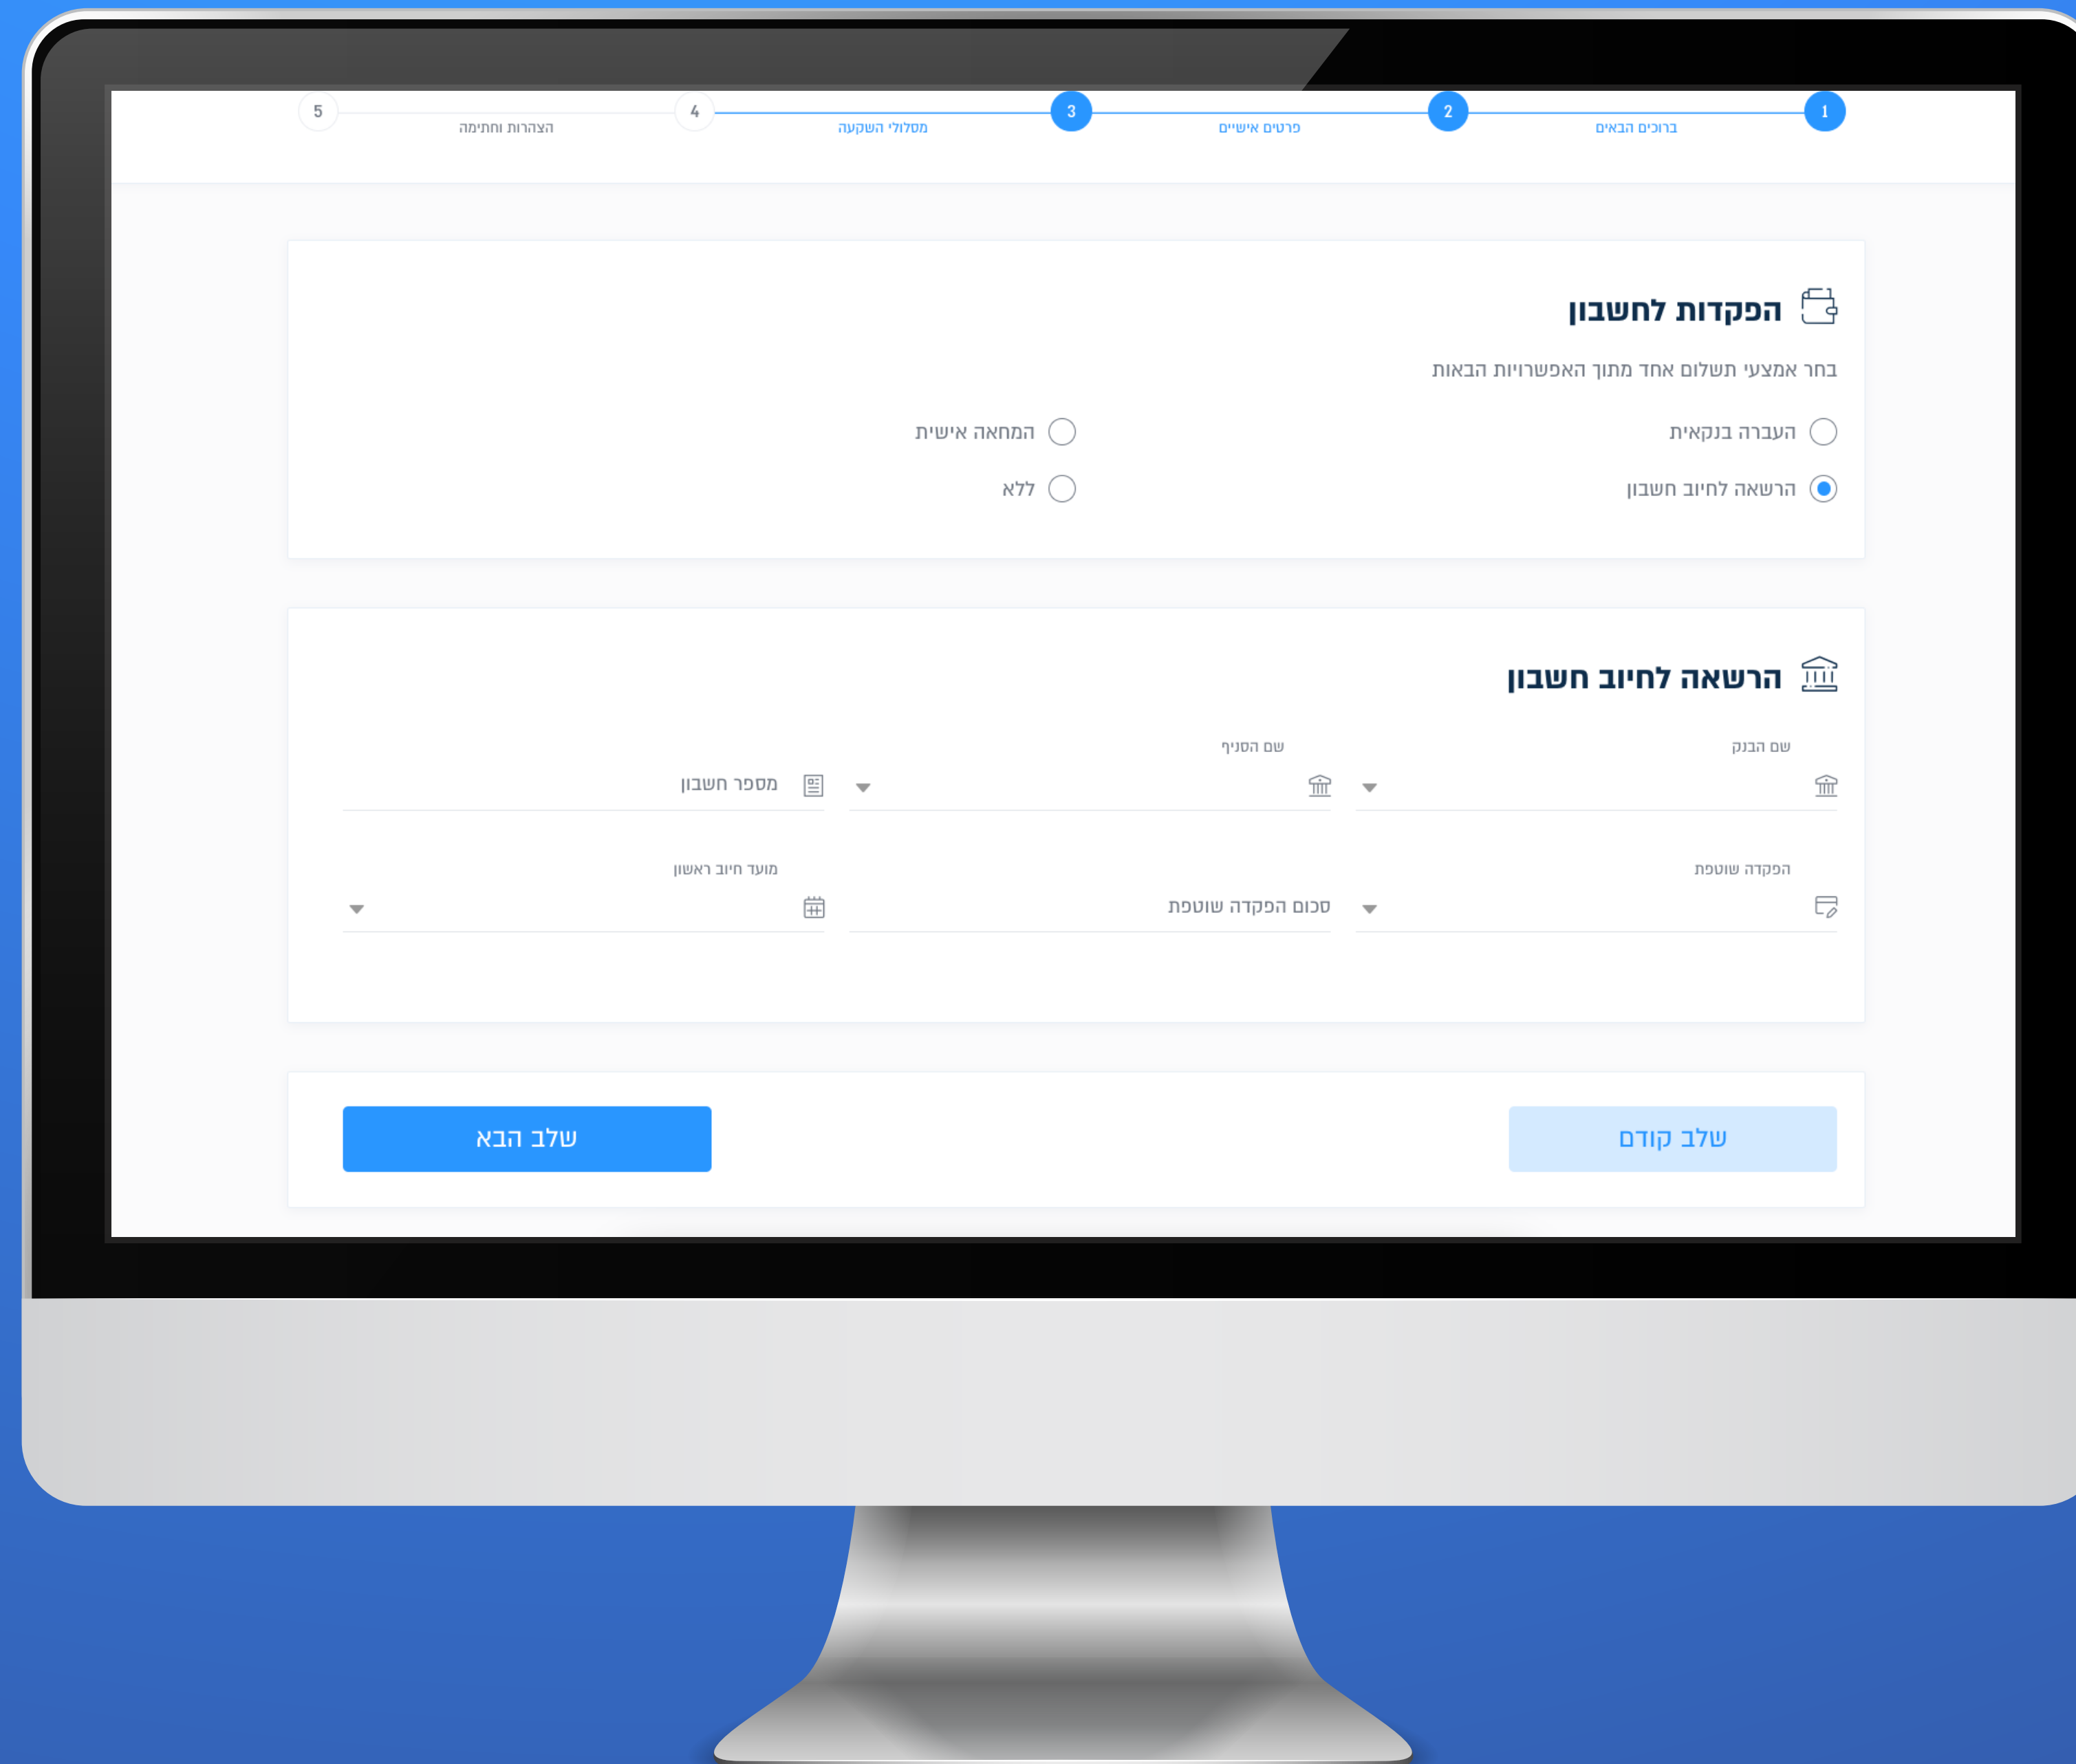 1 2 3 4 5
ברוכים הבאים פרטים אישיים מסלולי השקעה הצהרות וחתימה
הפקדות לחשבון
בחר אמצעי תשלום אחד מתוך האפשרויות הבאות
העברה בנקאית המחאה אישית
הרשאה לחיוב חשבון ללא
הרשאה לחיוב חשבון
שם הבנק שם הסניף
מספר חשבון
הפקדה שוטפת מועד חיוב ראשון
סכום הפקדה שוטפת
שלב קודם שלב הבא